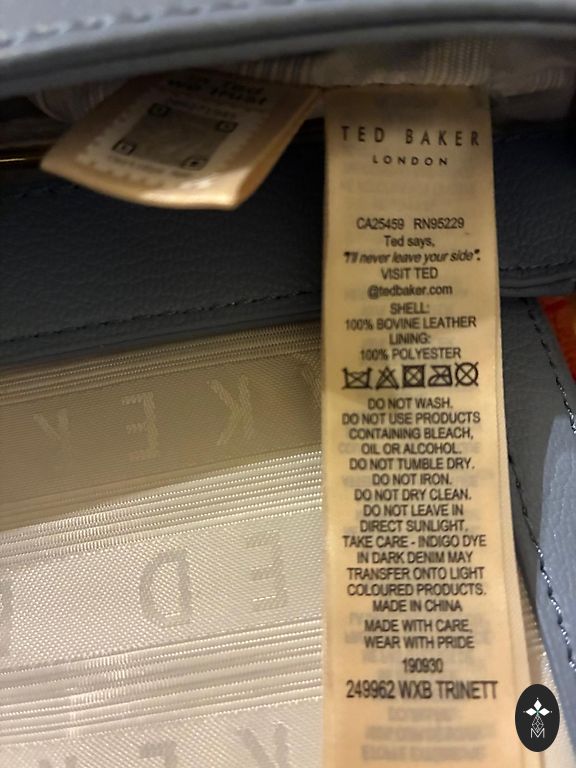 TED BAKER
LONDON
CA25459 RN95229
Ted says,
"I'll never leave your side".
VISIT TED
@tedbaker.com
SHELL:
100% BOVINE LEATHER
LINING:
100% POLYESTER
DO NOT WASH.
DO NOT USE PRODUCTS
CONTAINING BLEACH,
OIL OR ALCOHOL.
DO NOT TUMBLE DRY.
DO NOT IRON.
DO NOT DRY CLEAN.
DO NOT LEAVE IN
DIRECT SUNLIGHT.
TAKE CARE - INDIGO DYE
IN DARK DENIM MAY
TRANSFER ONTO LIGHT
COLOURED PRODUCTS.
MADE IN CHINA
MADE WITH CARE,
WEAR WITH PRIDE
190930
249962 WXB TRINETT
K E
E D
K E
M